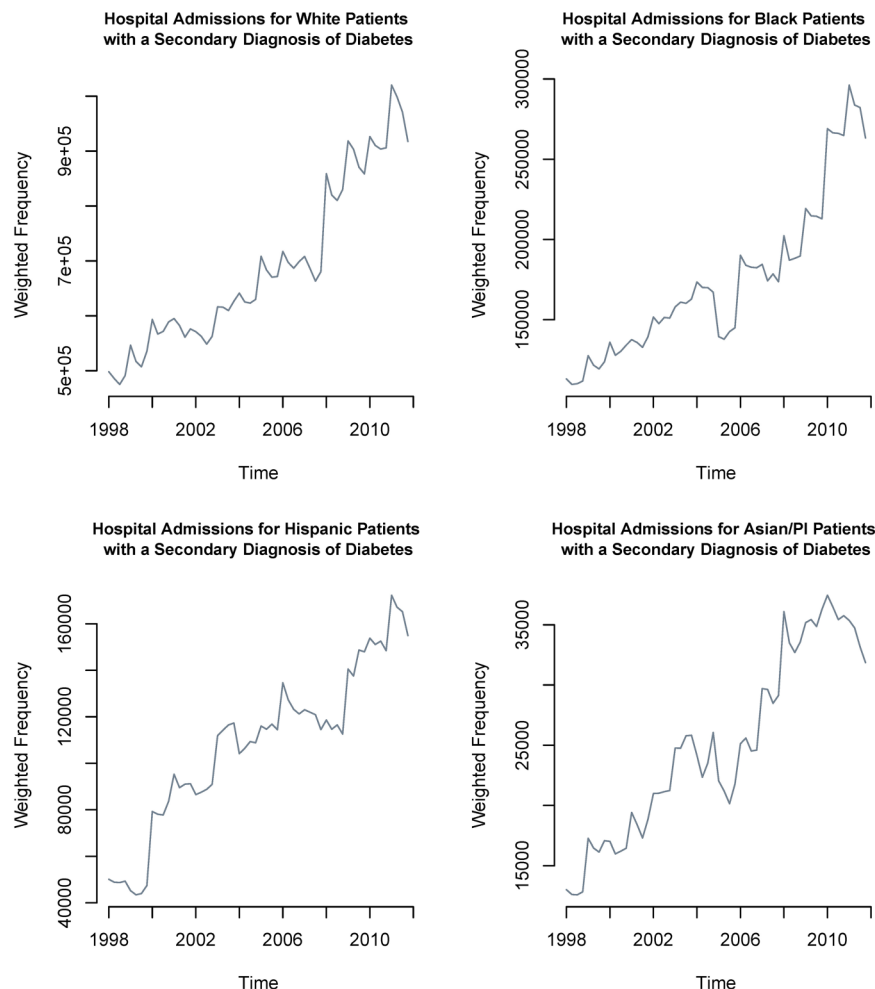 Hospital Admissions for White Patients
with a Secondary Diagnosis of Diabetes
Weighted Frequency
9e+05
7e+05
5e+05
1998 2002 2006 2010
Time
Hospital Admissions for Black Patients
with a Secondary Diagnosis of Diabetes
Weighted Frequency
300000
250000
200000
150000
1998 2002 2006 2010
Time
Hospital Admissions for Hispanic Patients
with a Secondary Diagnosis of Diabetes
Weighted Frequency
160000
120000
80000
40000
1998 2002 2006 2010
Time
Hospital Admissions for Asian/PI Patients
with a Secondary Diagnosis of Diabetes
Weighted Frequency
35000
25000
15000
1998 2002 2006 2010
Time